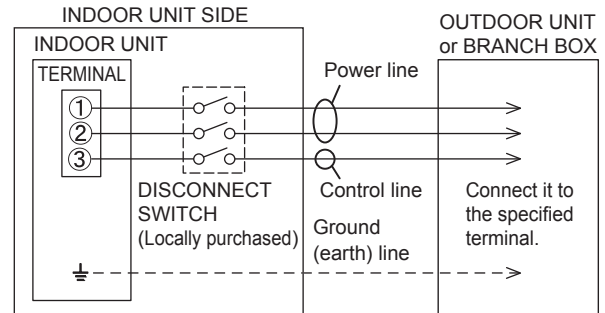 INDOOR UNIT SIDE
INDOOR UNIT
TERMINAL
1
2
3
DISCONNECT
SWITCH
(Locally purchased)
Power line
Control line
Ground
(earth) line
OUTDOOR UNIT
or BRANCH BOX
Connect it to
the specified
terminal.